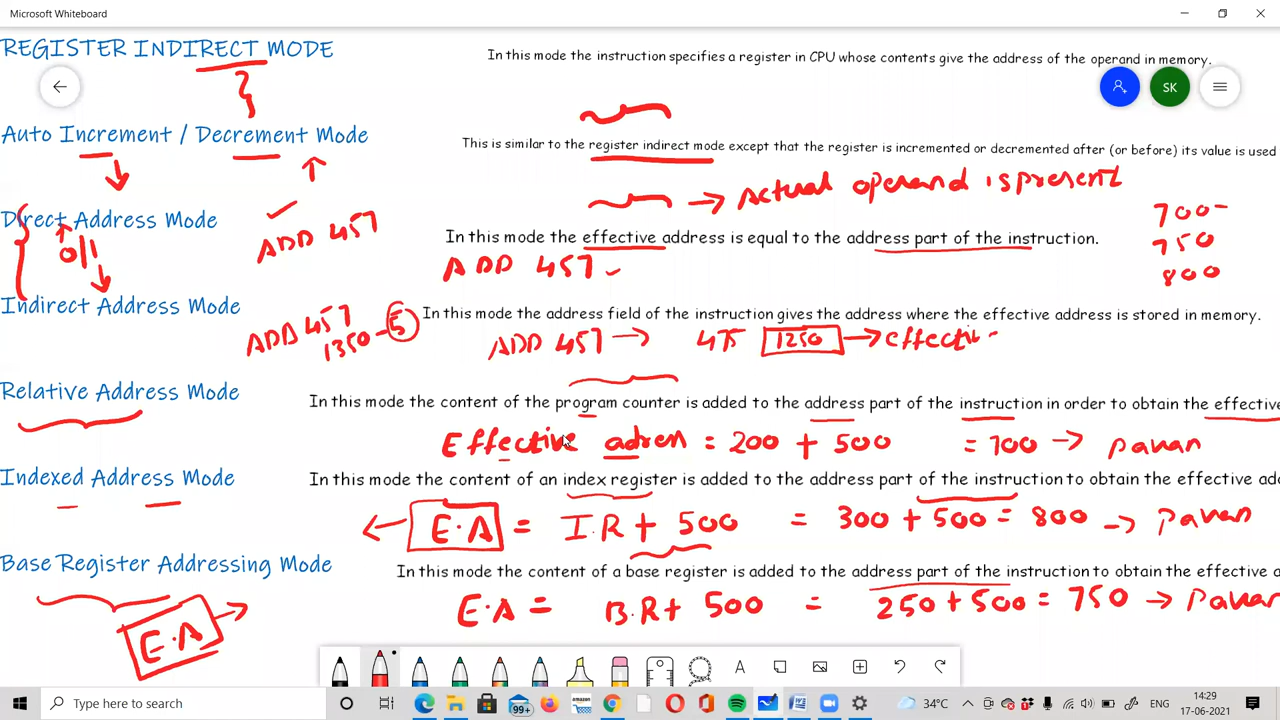 Microsoft Whiteboard
REGISTER INDIRECT MODE
In this mode the instruction specifies a register in CPU whose contents give the address of the operand in memory.
SK
Auto Increment / Decrement Mode
This is similar to the register indirect mode except that the register is incremented or decremented after (or before) its value is used
Actual operand is present
700
750
800
Direct Address Mode
0/1
ADD 457
In this mode the effective address is equal to the address part of the instruction.
ADD 457
Indirect Address Mode
ADD 457
1350 - 5
In this mode the address field of the instruction gives the address where the effective address is stored in memory.
ADD 457 → 475 1250 → effecti
Relative Address Mode
In this mode the content of the program counter is added to the address part of the instruction in order to obtain the effective
Effective adren = 200 + 500 = 700 → pavan
Indexed Address Mode
In this mode the content of an index register is added to the address part of the instruction to obtain the effective add
← E.A = I.R + 500 = 300 + 500 = 800 → Pavan
Base Register Addressing Mode
In this mode the content of a base register is added to the address part of the instruction to obtain the effective a
E.A = B.R + 500 = 250 + 500 = 750 → Pavan
E.A →
Type here to search
99+
amazon
34°C
ENG
14:29
17-06-2021